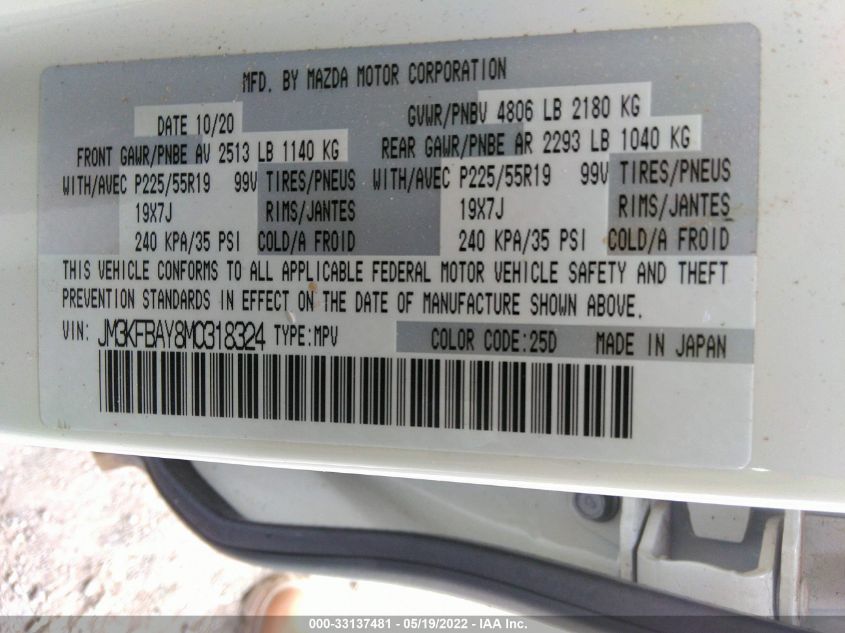 MFD. BY MAZDA MOTOR CORPORATION
DATE 10/20 GVWR/PNBV 4806 LB 2180 KG
FRONT GAWR/PNBE AV 2513 LB 1140 KG REAR GAWR/PNBE AR 2293 LB 1040 KG
WITH/AVEC P225/55R19 99V TIRES/PNEUS WITH/AVEC P225/55R19 99V TIRES/PNEUS
19X7J RIMS/JANTES 19X7J RIMS/JANTES
240 KPA/35 PSI COLD/A FROID 240 KPA/35 PSI COLD/A FROID
THIS VEHICLE CONFORMS TO ALL APPLICABLE FEDERAL MOTOR VEHICLE SAFETY AND THEFT
PREVENTION STANDARDS IN EFFECT ON THE DATE OF MANUFACTURE SHOWN ABOVE.
VIN: JM3KFBAY8M0318324 TYPE:MPV COLOR CODE:25D MADE IN JAPAN
000-33137481 - 05/19/2022 - IAA Inc.